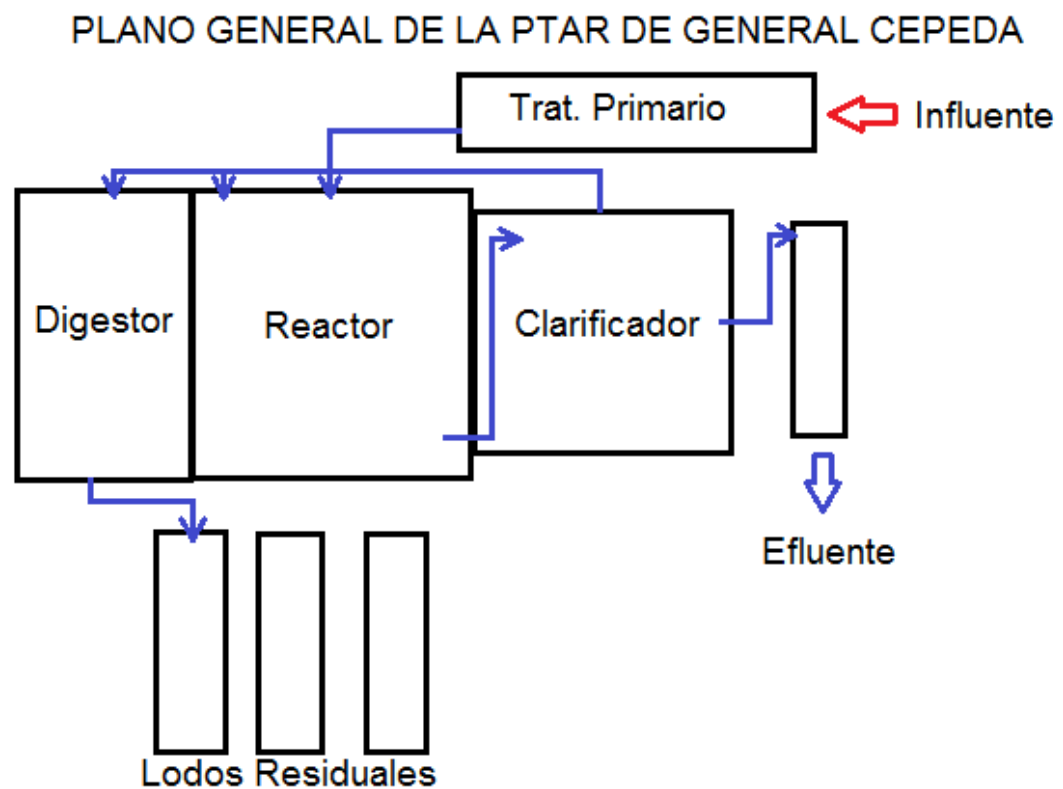 PLANO GENERAL DE LA PTAR DE GENERAL CEPEDA
Trat. Primario
Influente
Digestor
Reactor
Clarificador
Efluente
Lodos Residuales